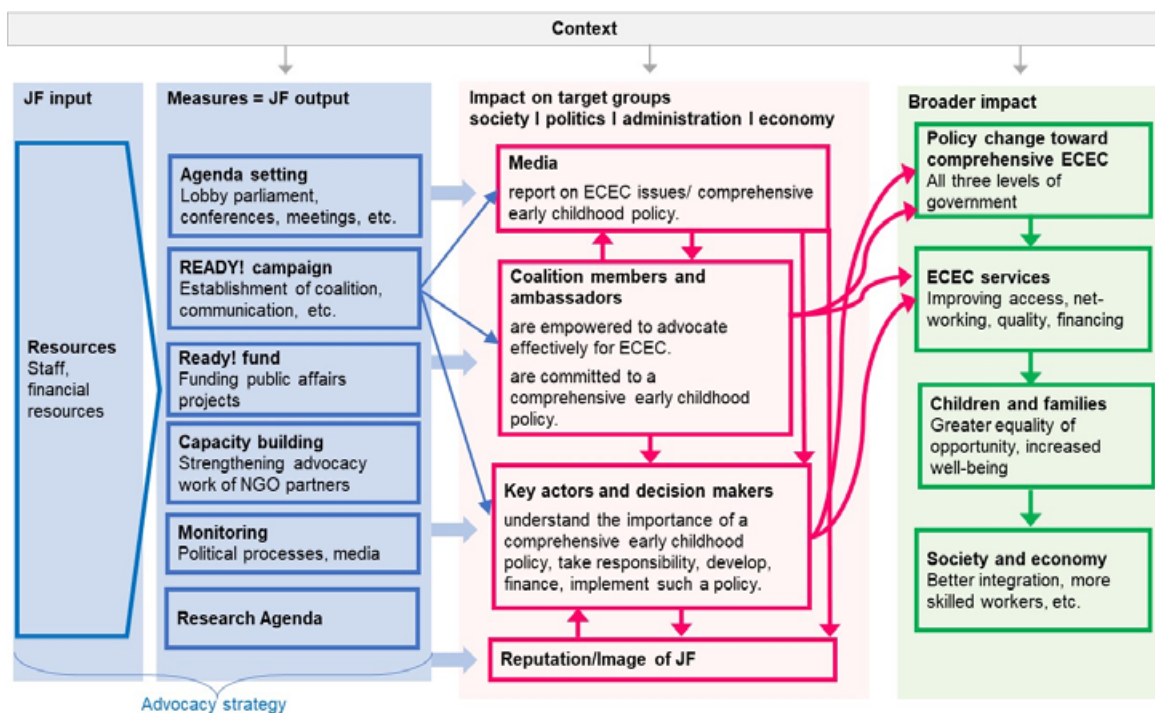 Context
JF input
Resources
Staff,
financial
resources
Measures = JF output
Agenda setting
Lobby parliament,
conferences, meetings, etc.
READY! campaign
Establishment of coalition,
communication, etc.
Ready! fund
Funding public affairs
projects
Capacity building
Strengthening advocacy
work of NGO partners
Monitoring
Political processes, media
Research Agenda
Advocacy strategy
Impact on target groups
society I politics I administration I economy
Media
report on ECEC issues/ comprehensive
early childhood policy.
Coalition members and
ambassadors
are empowered to advocate
effectively for ECEC.
are committed to a
comprehensive early childhood
policy.
Key actors and decision makers
understand the importance of a
comprehensive early childhood
policy, take responsibility, develop,
finance, implement such a policy.
Reputation/Image of JF
Broader impact
Policy change toward
comprehensive ECEC
All three levels of
government
ECEC services
Improving access, net-
working, quality, financing
Children and families
Greater equality of
opportunity, increased
well-being
Society and economy
Better integration, more
skilled workers, etc.